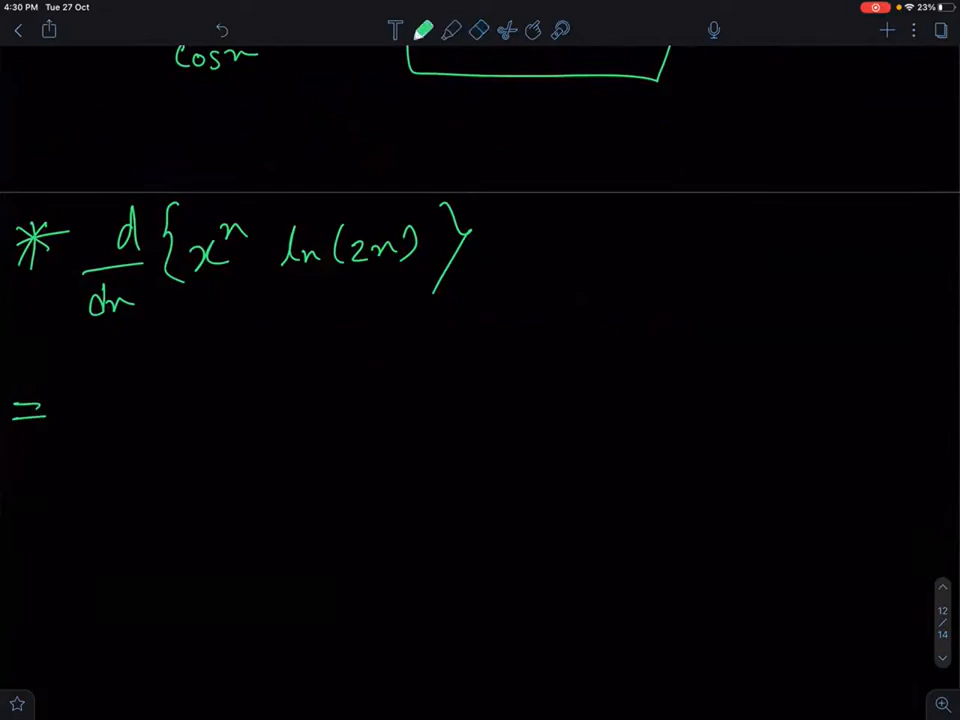 4:30 PM Tue 27 Oct 23%
T
cosx
* d/dx {x^n ln(2x)}
=
12
/
14